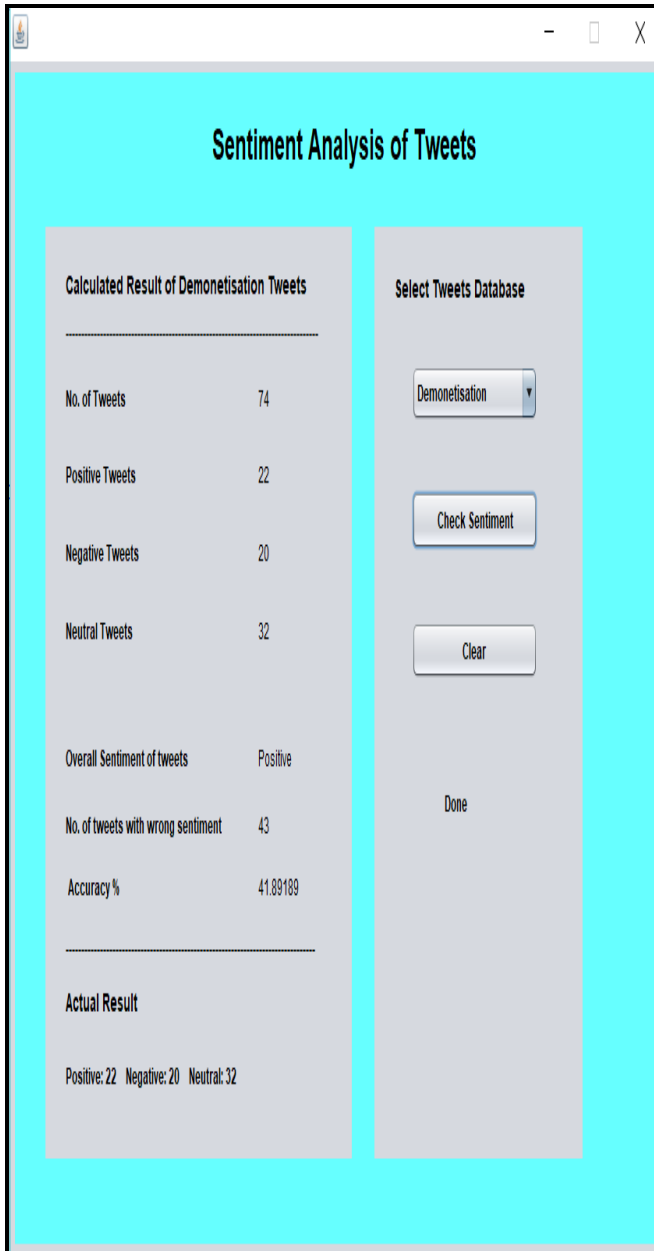 Sentiment Analysis of Tweets
Calculated Result of Demonetisation Tweets
--------------------------------------------------------------------------------
No. of Tweets 74
Positive Tweets 22
Negative Tweets 20
Neutral Tweets 32
Overall Sentiment of tweets Positive
No. of tweets with wrong sentiment 43
Accuracy % 41.89189
--------------------------------------------------------------------------------
Actual Result
Positive: 22 Negative: 20 Neutral: 32
Select Tweets Database
Demonetisation
Check Sentiment
Clear
Done